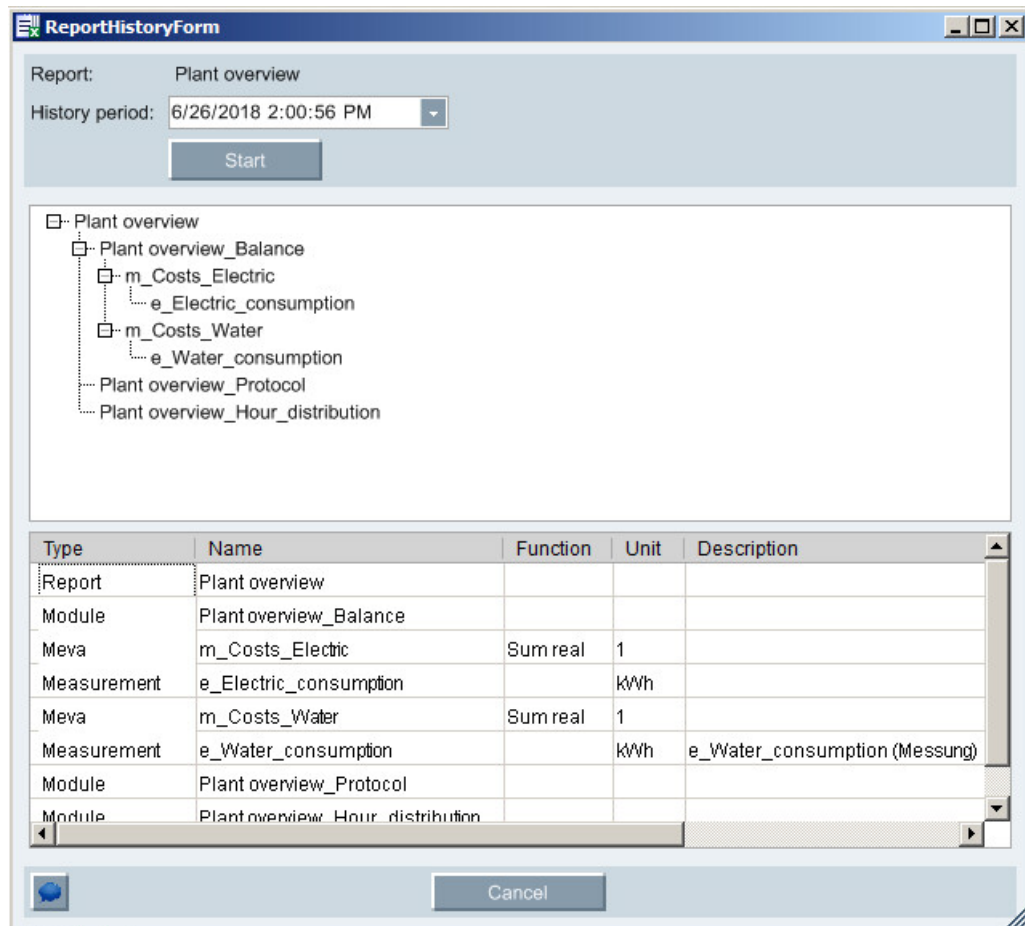 ReportHistoryForm
Report: Plant overview
History period: 6/26/2018 2:00:56 PM
Start
Plant overview
Plant overview_Balance
m_Costs_Electric
e_Electric_consumption
m_Costs_Water
e_Water_consumption
Plant overview_Protocol
Plant overview_Hour_distribution
Type Name Function Unit Description
Report Plant overview
Module Plant overview_Balance
Meva m_Costs_Electric Sum real 1
Measurement e_Electric_consumption kWh
Meva m_Costs_Water Sum real 1
Measurement e_Water_consumption kWh e_Water_consumption (Messung)
Module Plant overview_Protocol
Module Plant overview_Hour_distribution
Cancel